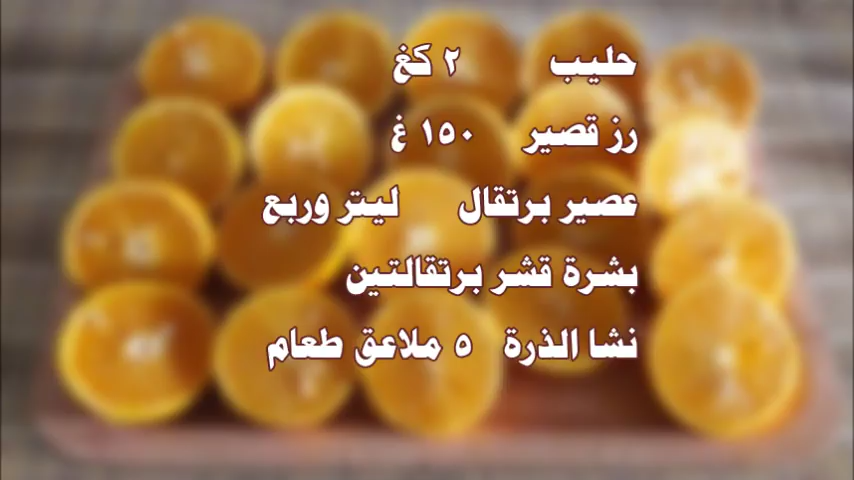 حليب ٢ كغ
رز قصير ١٥٠ غ
عصير برتقال ليتر وربع
بشرة قشر برتقالتين
نشا الذرة ٥ ملاعق طعام